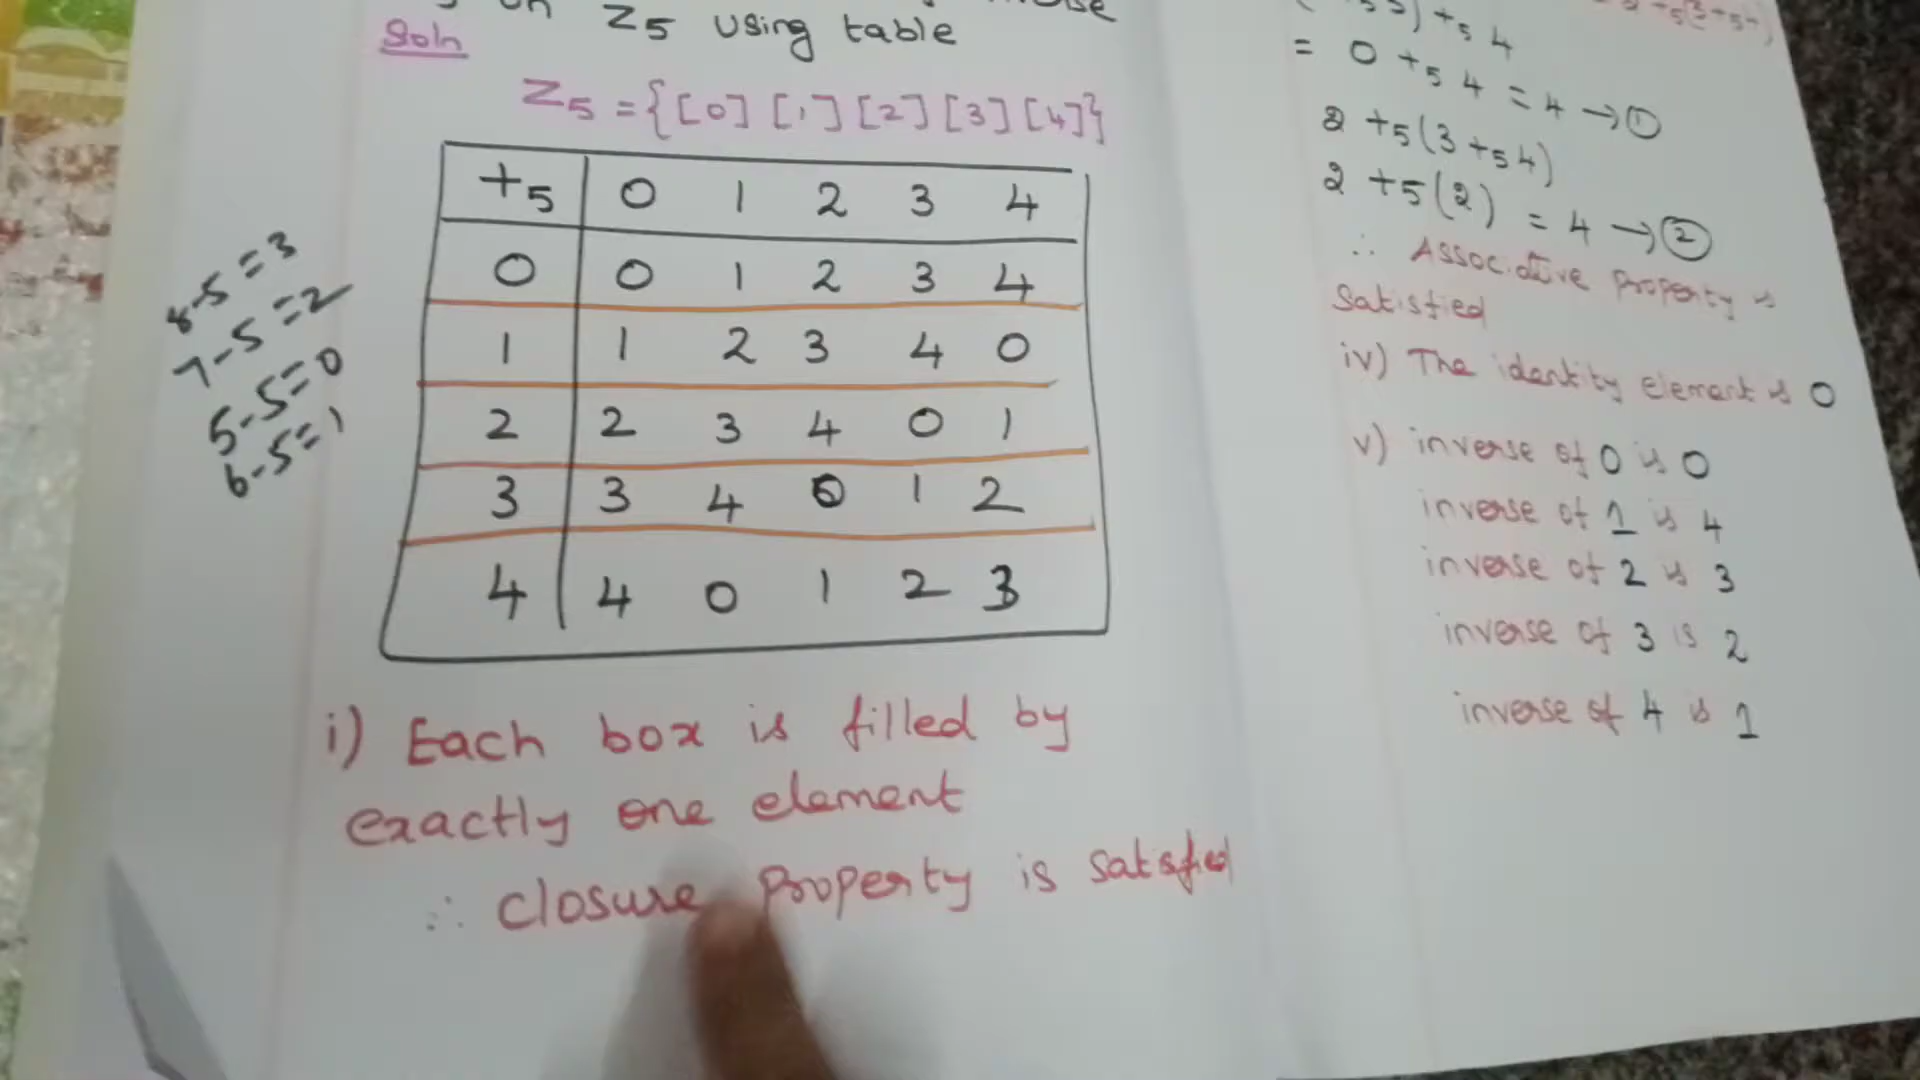 on Z5 using table
Soln
Z5 = {[0] [1] [2] [3] [4]}
+5 0 1 2 3 4
0 0 1 2 3 4
1 1 2 3 4 0
2 2 3 4 0 1
3 3 4 0 1 2
4 4 0 1 2 3
8-5=3
7-5=2
5-5=0
6-5=1
i) Each box is filled by
exactly one element
∴ closure property is satisfied
) +5 4
= 0 +5 4 = 4 → ①
2 +5 (3 +5 4)
2 +5 (2) = 4 → ②
∴ Associative property is
satisfied
iv) The identity element is 0
v) inverse of 0 is 0
inverse of 1 is 4
inverse of 2 is 3
inverse of 3 is 2
inverse of 4 is 1